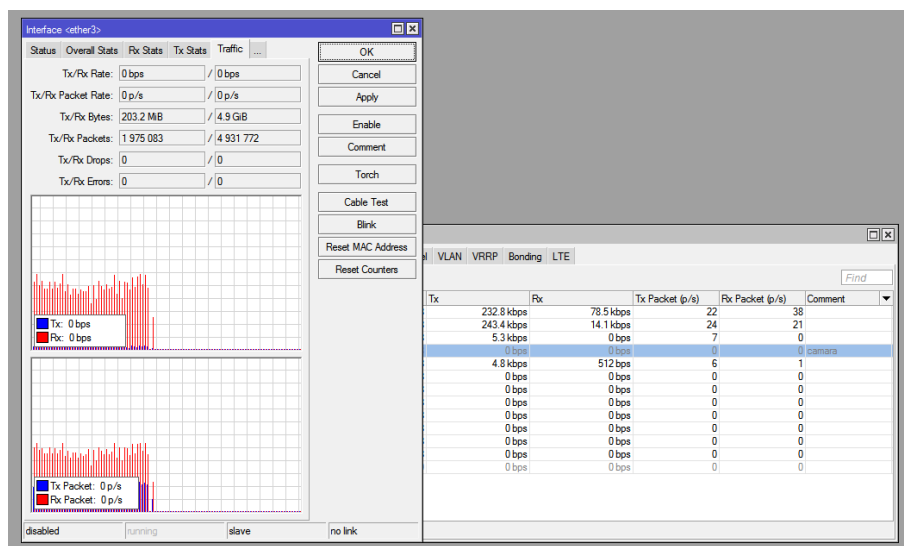 Interface <ether3>
Status Overall Stats Rx Stats Tx Stats Traffic ...
Tx/Rx Rate: 0 bps / 0 bps
Tx/Rx Packet Rate: 0 p/s / 0 p/s
Tx/Rx Bytes: 203.2 MiB / 4.9 GiB
Tx/Rx Packets: 1 975 083 / 4 931 772
Tx/Rx Drops: 0 / 0
Tx/Rx Errors: 0 / 0
Tx: 0 bps
Rx: 0 bps
Tx Packet: 0 p/s
Rx Packet: 0 p/s
disabled running slave no link
OK
Cancel
Apply
Enable
Comment
Torch
Cable Test
Blink
Reset MAC Address
Reset Counters
VLAN VRRP Bonding LTE
Find
Tx Rx Tx Packet (p/s) Rx Packet (p/s) Comment
232.8 kbps 78.5 kbps 22 38
243.4 kbps 14.1 kbps 24 21
5.3 kbps 0 bps 7 0
0 bps 0 bps 0 0 camara
4.8 kbps 512 bps 6 1
0 bps 0 bps 0 0
0 bps 0 bps 0 0
0 bps 0 bps 0 0
0 bps 0 bps 0 0
0 bps 0 bps 0 0
0 bps 0 bps 0 0
0 bps 0 bps 0 0
0 bps 0 bps 0 0